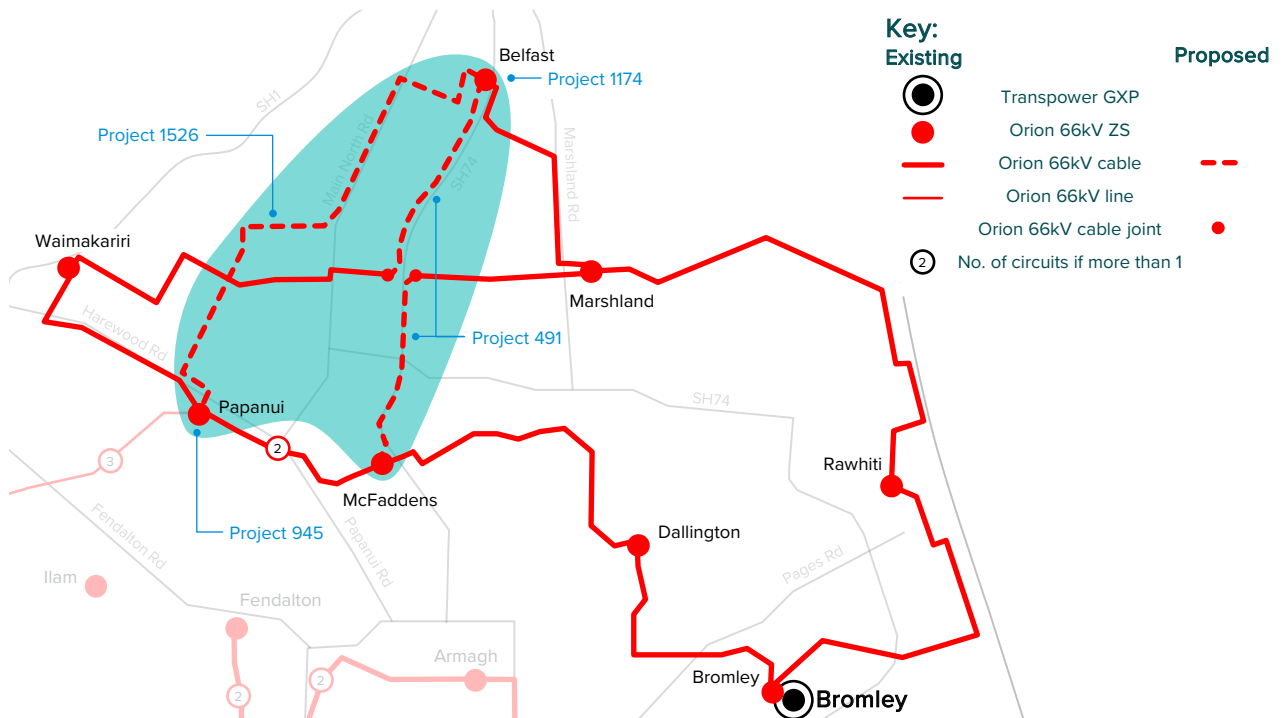 Key:
Existing
Proposed
Transpower GXP
Orion 66kV ZS
Orion 66kV cable
Orion 66kV line
Orion 66kV cable joint
2
No. of circuits if more than 1
Belfast
Project 1174
SH1
Project 1526
Main North Rd
SH74
Marshland Rd
Waimakariri
Marshland
Harewood Rd
Project 491
Papanui
SH74
2
3
Rawhiti
McFaddens
Fendalton Rd
Project 945
Papanui Rd
Dallington
Pages Rd
Ilam
Fendalton
Armagh
2
2
Bromley
Bromley